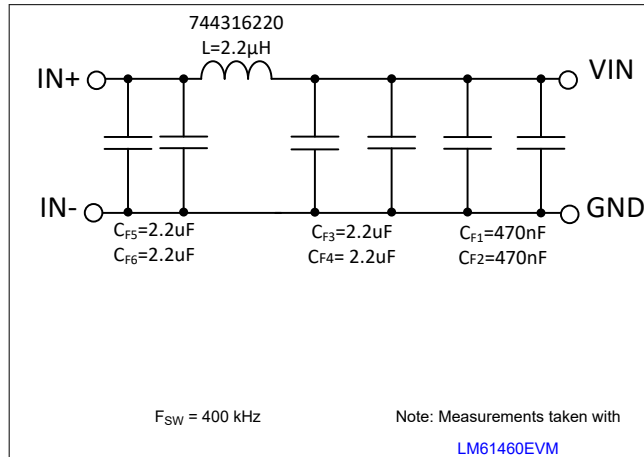 744316220
L=2.2µH
IN+
VIN
IN-
GND
CF5=2.2uF
CF6=2.2uF
CF3=2.2uF
CF4= 2.2uF
CF1=470nF
CF2=470nF
FSW = 400 kHz
Note: Measurements taken with
LM61460EVM